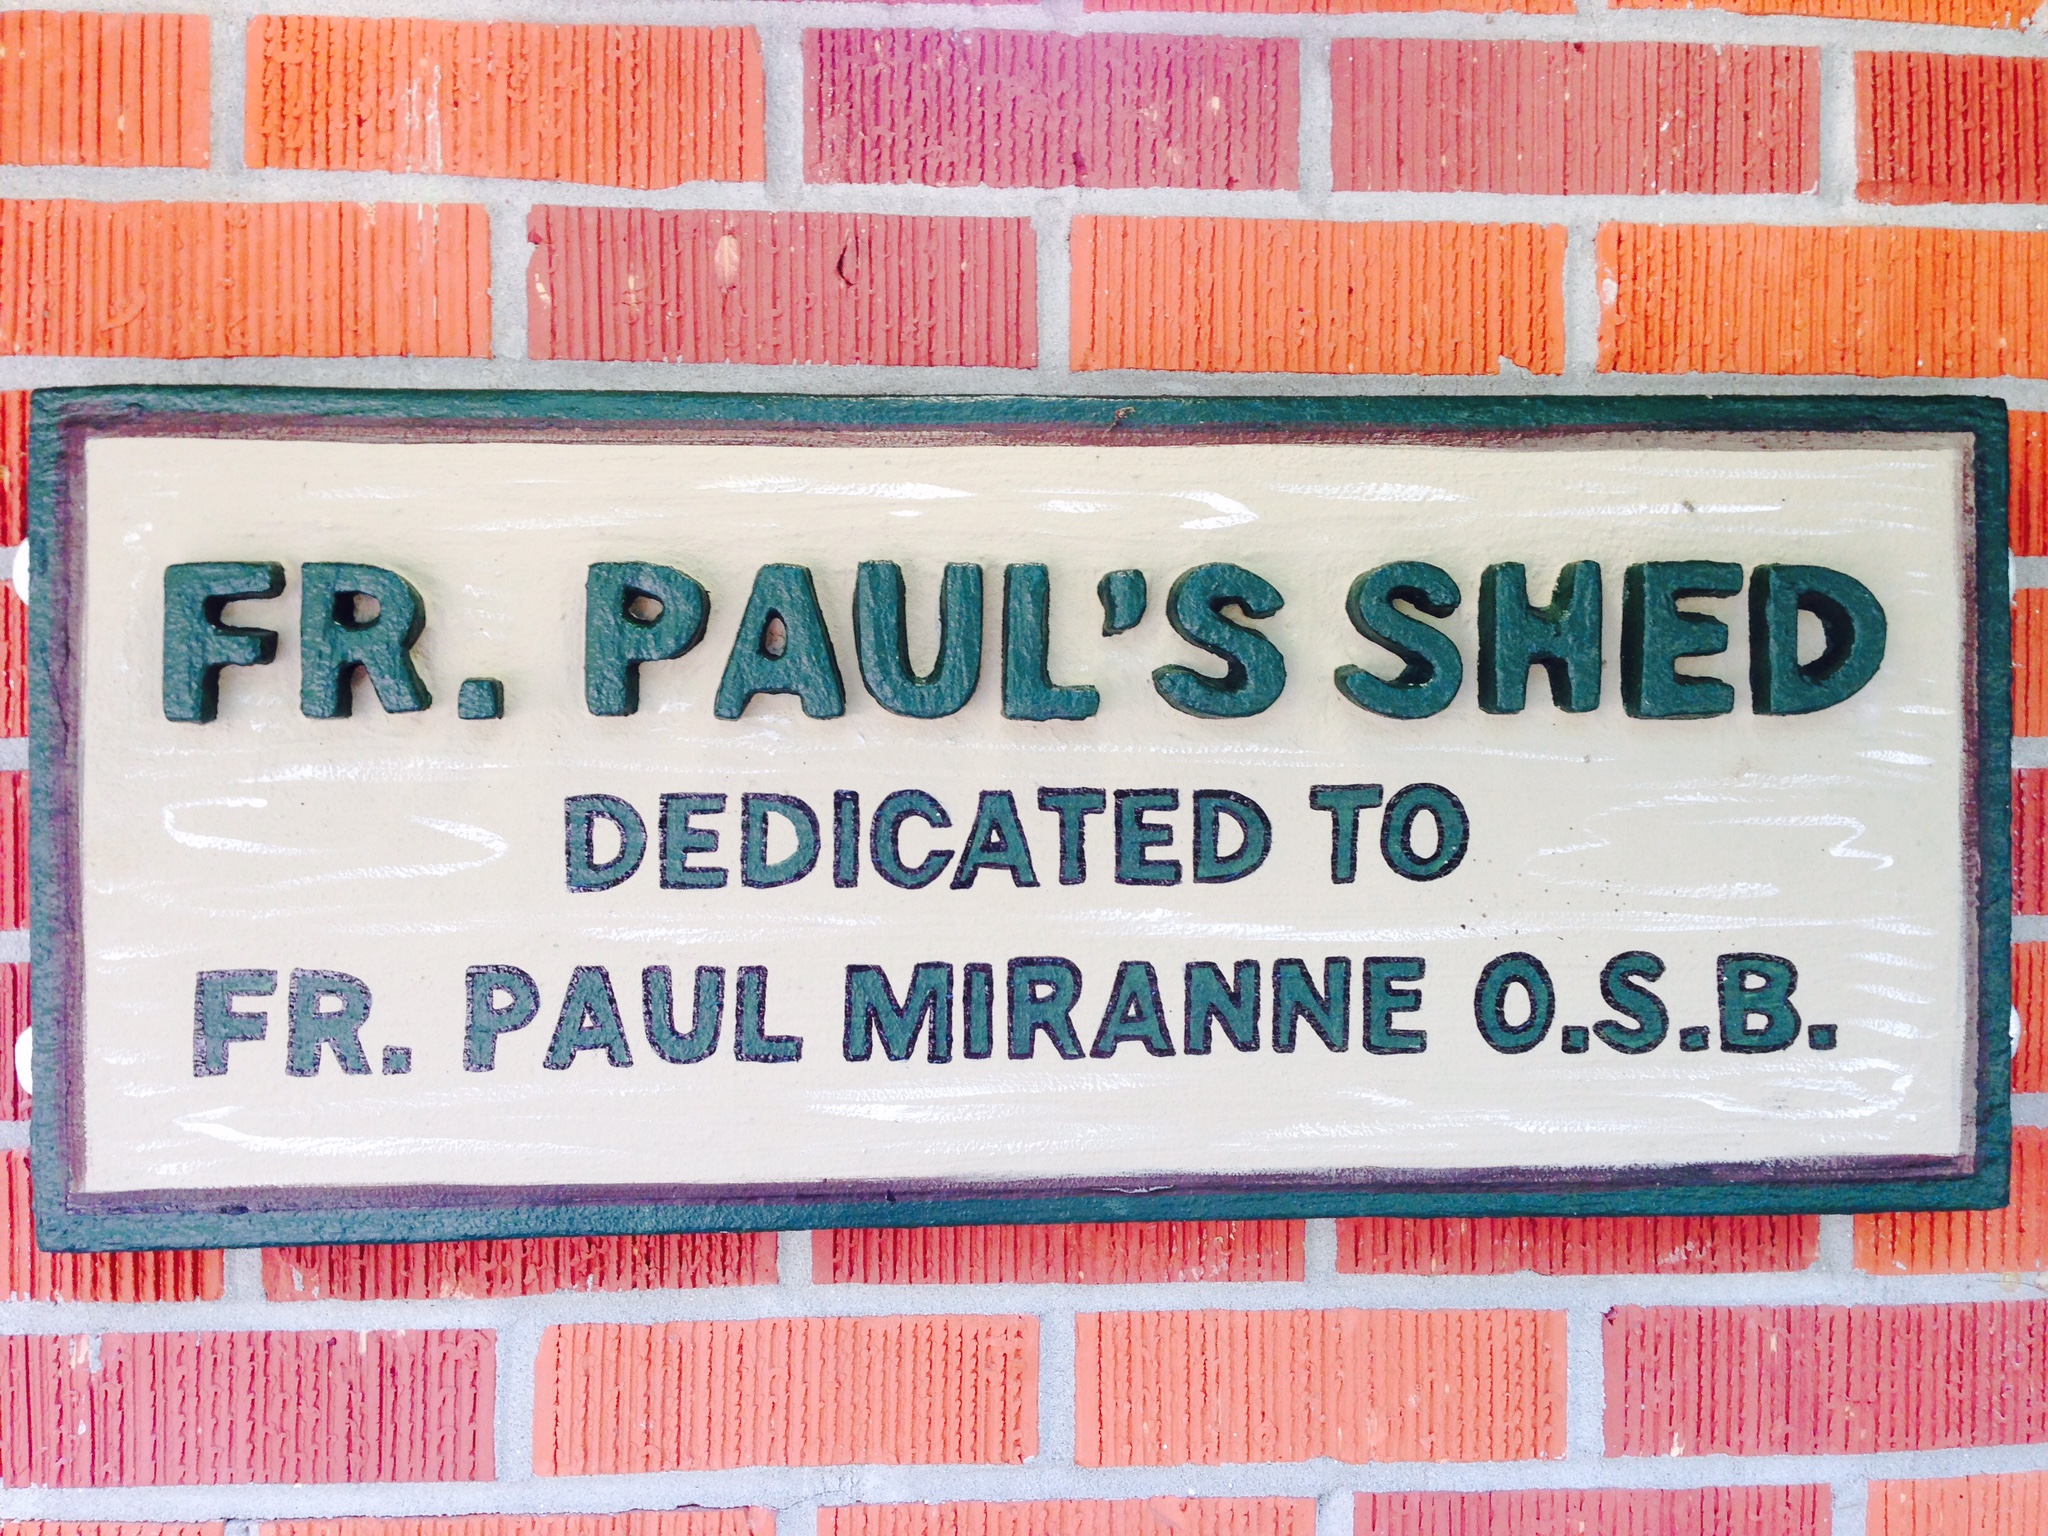 FR. PAUL'S SHED
DEDICATED TO
FR. PAUL MIRANNE O.S.B.